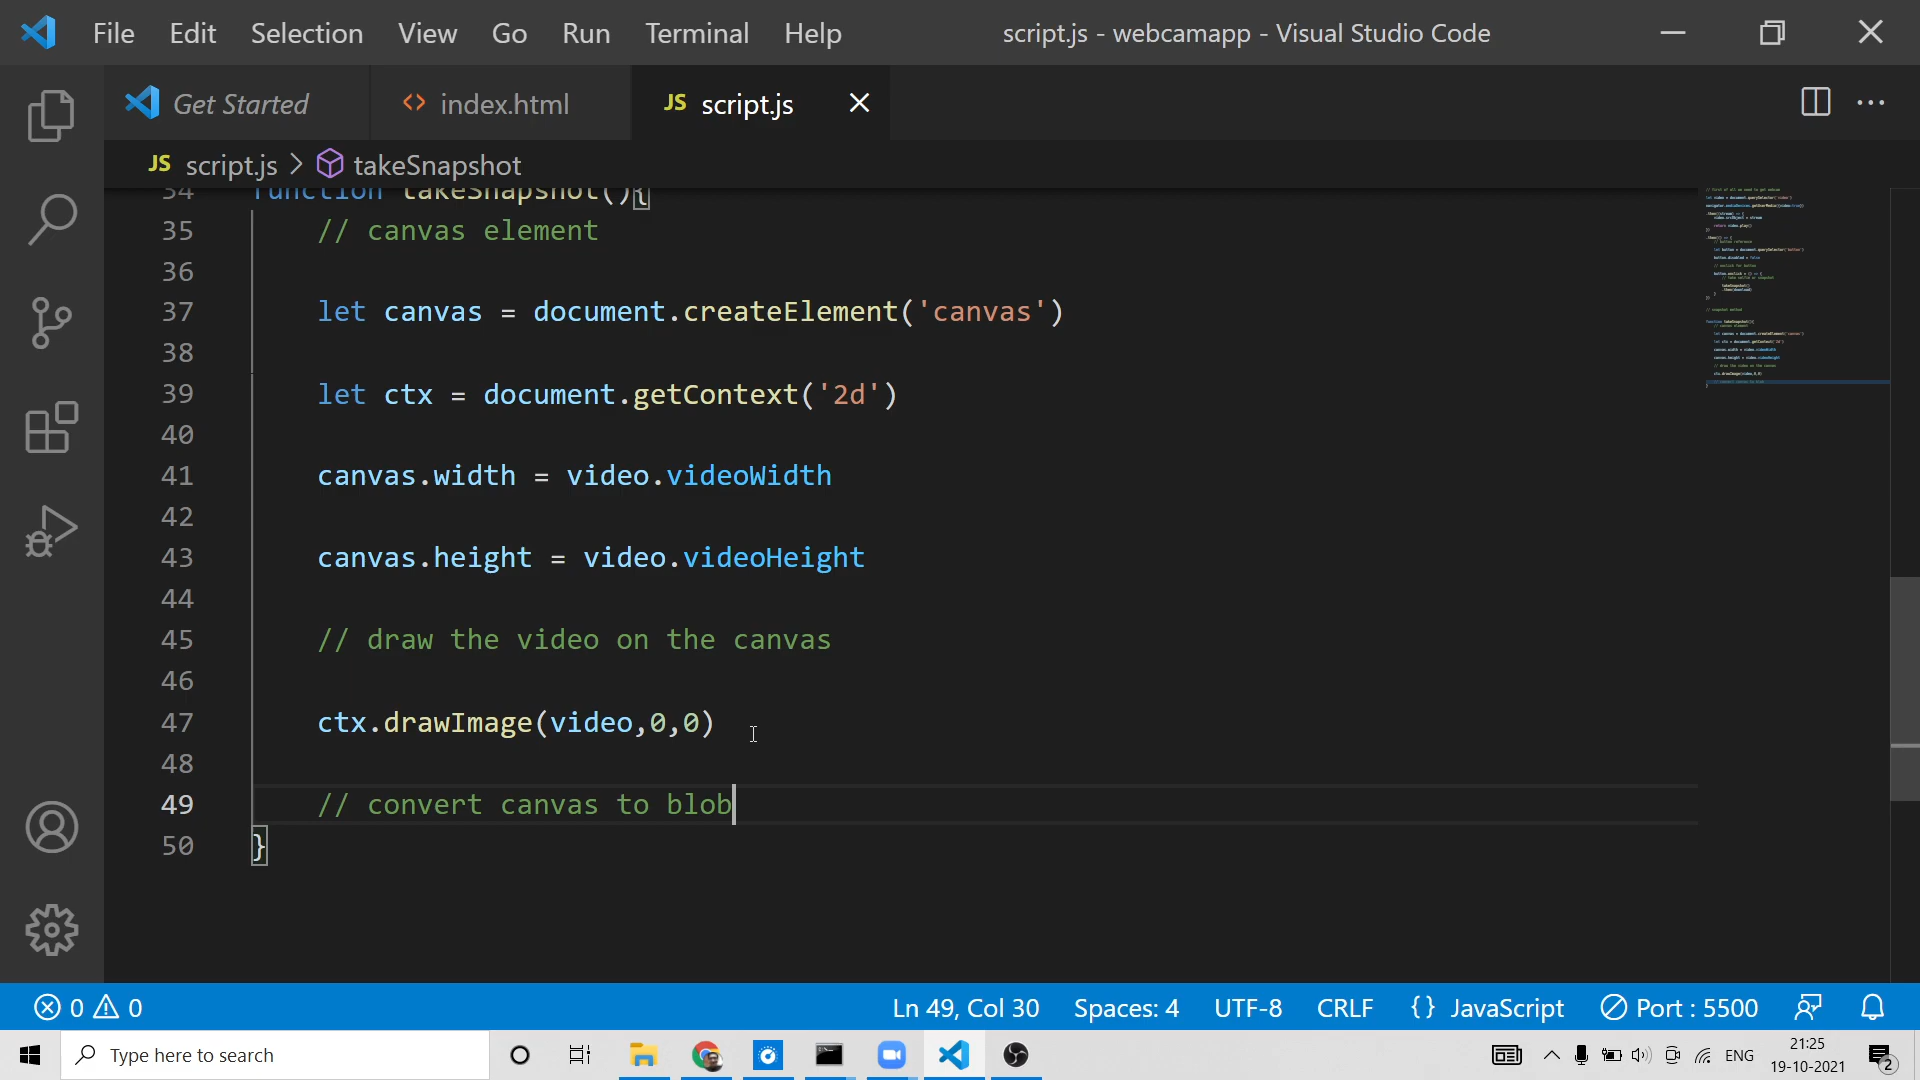 File Edit Selection View Go Run Terminal Help script.js - webcamapp - Visual Studio Code
Get Started
<> index.html
JS script.js
JS script.js > takeSnapshot
34 function takeSnapshot(){
35 // canvas element
36
37 let canvas = document.createElement('canvas')
38
39 let ctx = document.getContext('2d')
40
41 canvas.width = video.videoWidth
42
43 canvas.height = video.videoHeight
44
45 // draw the video on the canvas
46
47 ctx.drawImage(video,0,0)
48
49 // convert canvas to blob
50 }
0 0 Ln 49, Col 30 Spaces: 4 UTF-8 CRLF {} JavaScript Port : 5500
Type here to search
ENG
21:25
19-10-2021
2